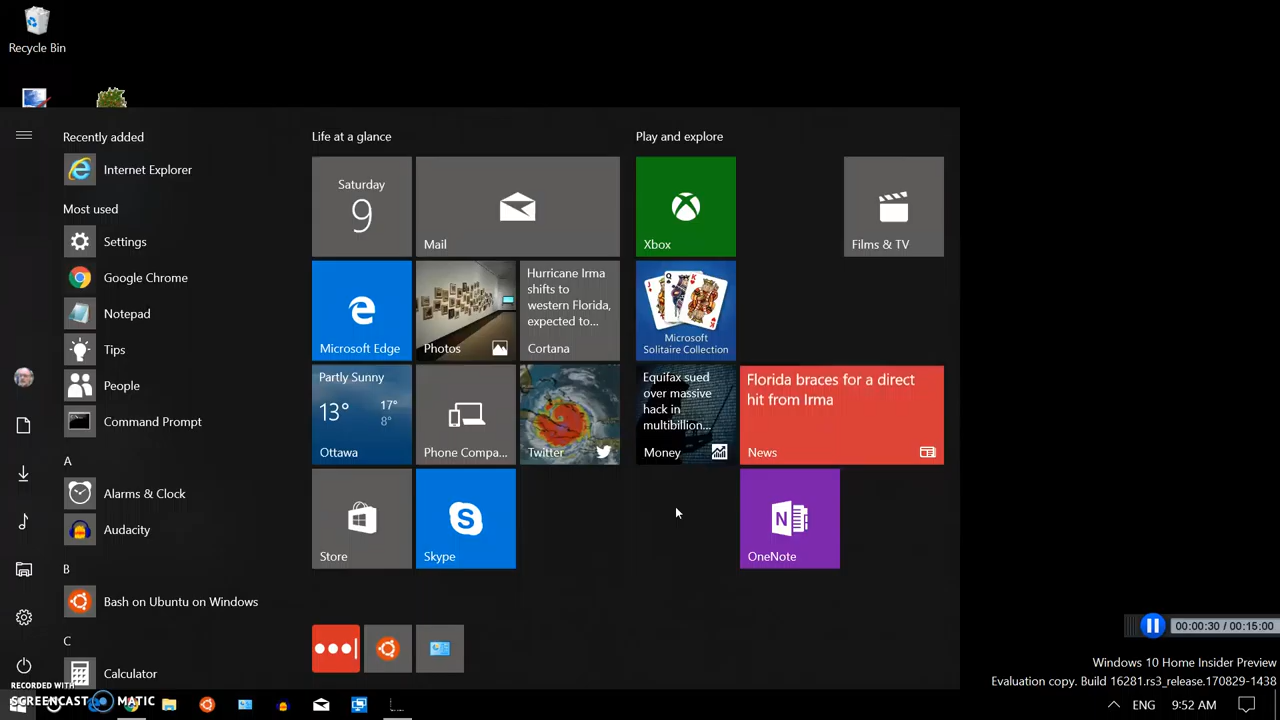 Recycle Bin
Recently added
Internet Explorer
Most used
Settings
Google Chrome
Notepad
Tips
People
Command Prompt
A
Alarms & Clock
Audacity
B
Bash on Ubuntu on Windows
C
Calculator
Life at a glance
Saturday
9
Mail
Microsoft Edge
Photos
Hurricane Irma
shifts to
western Florida,
expected to...
Cortana
Partly Sunny
13°
17°
8°
Ottawa
Phone Compa...
Twitter
Store
Skype
Play and explore
Xbox
Films & TV
Microsoft
Solitaire Collection
Equifax sued
over massive
hack in
multibillion...
Money
Florida braces for a direct
hit from Irma
News
OneNote
00:00:30 / 00:15:00
Windows 10 Home Insider Preview
Evaluation copy. Build 16281.rs3_release.170829-1438
RECORDED WITH
SCREENCAST MATIC
ENG
9:52 AM